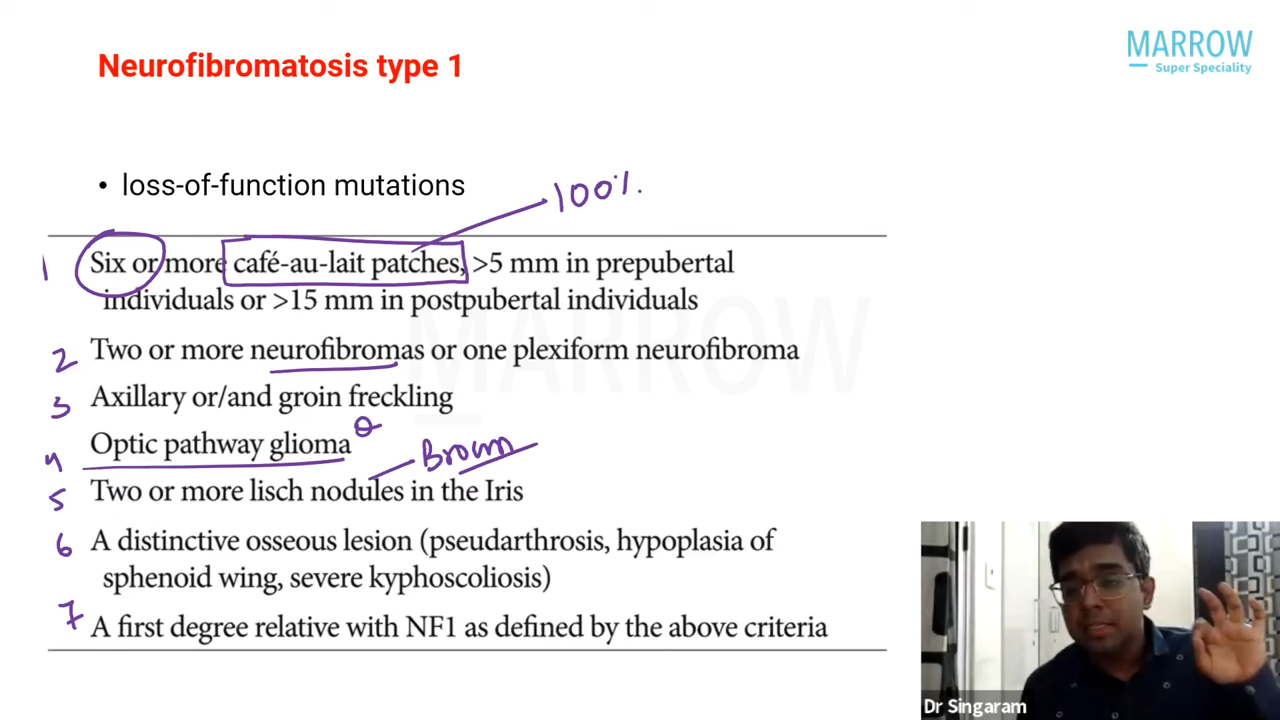 Neurofibromatosis type 1
MARROW
Super Speciality
• loss-of-function mutations
100%
1 Six or more café-au-lait patches, >5 mm in prepubertal
individuals or >15 mm in postpubertal individuals
2 Two or more neurofibromas or one plexiform neurofibroma
3 Axillary or/and groin freckling
4 Optic pathway glioma
Brown
5 Two or more lisch nodules in the Iris
6 A distinctive osseous lesion (pseudarthrosis, hypoplasia of
sphenoid wing, severe kyphoscoliosis)
7 A first degree relative with NF1 as defined by the above criteria
MARROW
Dr Singaram